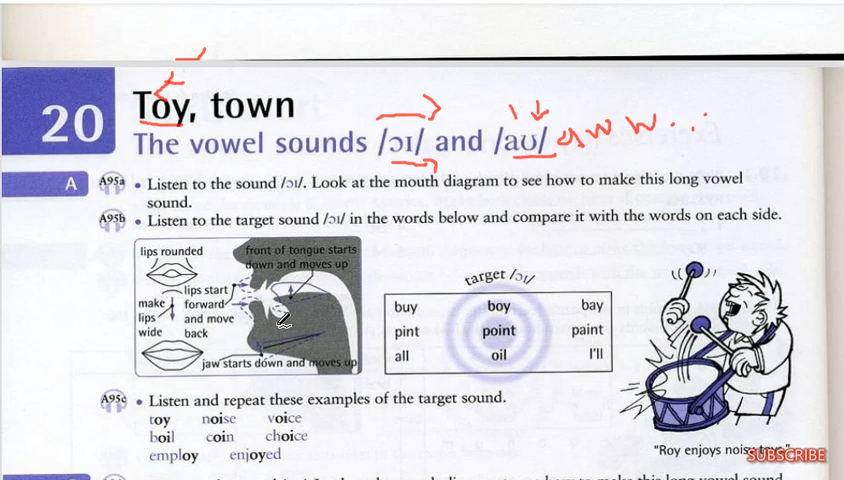 20
Toy, town
The vowel sounds /ɔɪ/ and /aʊ/ aww...
A
A95a • Listen to the sound /ɔɪ/. Look at the mouth diagram to see how to make this long vowel
sound.
A95b • Listen to the target sound /ɔɪ/ in the words below and compare it with the words on each side.
lips rounded
front of tongue starts
down and moves up
lips start
forward
and move
back
make
lips
wide
jaw starts down and moves up
target /ɔɪ/
buy boy bay
pint point paint
all oil I'll
A95c • Listen and repeat these examples of the target sound.
toy noise voice
boil coin choice
employ enjoyed
"Roy enjoys noisy toys."
SUBSCRIBE